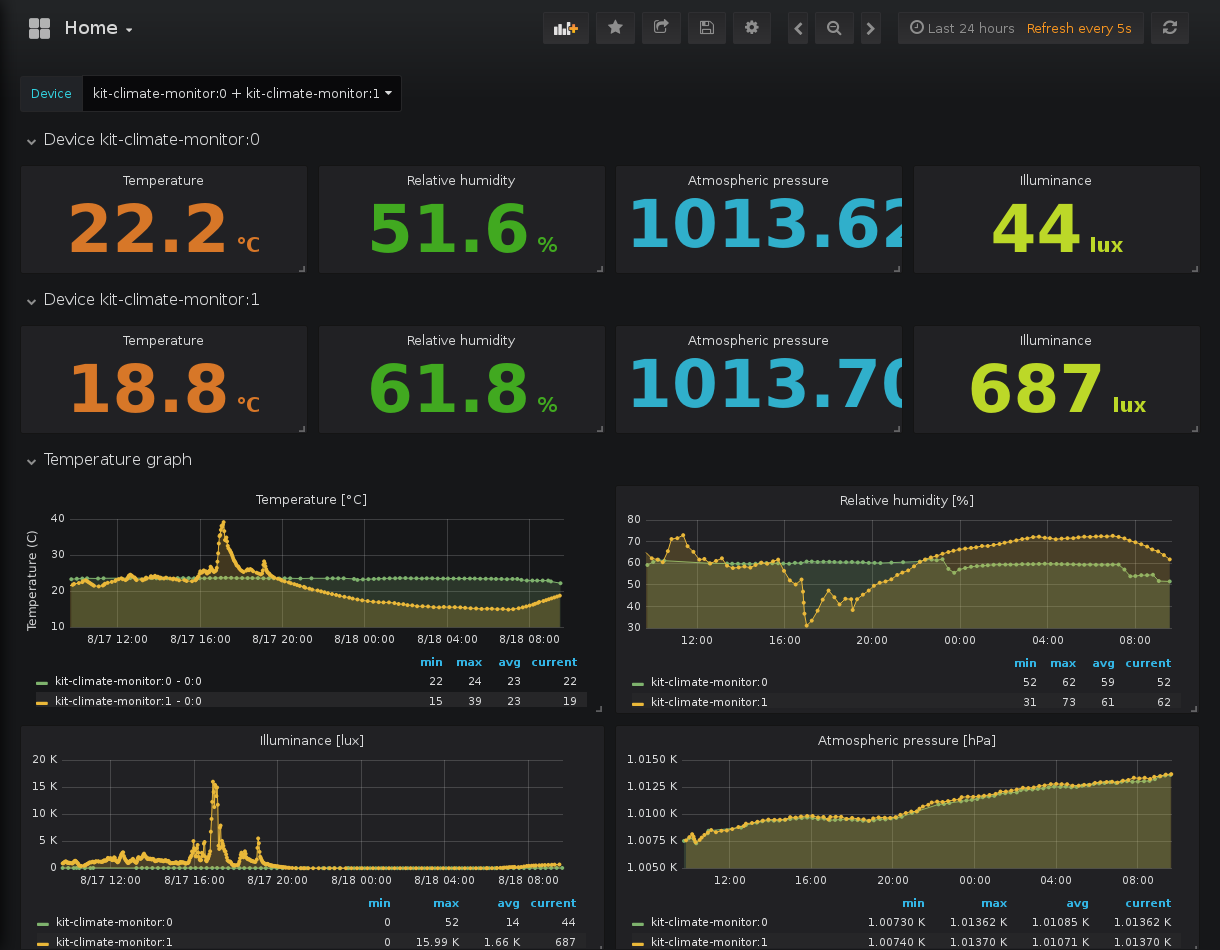 Home
Last 24 hours Refresh every 5s
Device kit-climate-monitor:0 + kit-climate-monitor:1
Device kit-climate-monitor:0
Temperature Relative humidity Atmospheric pressure Illuminance
22.2 °C 51.6 % 1013.62 44 lux
Device kit-climate-monitor:1
Temperature Relative humidity Atmospheric pressure Illuminance
18.8 °C 61.8 % 1013.70 687 lux
Temperature graph
Temperature [°C]
Temperature (C)
40
30
20
10
8/17 12:00 8/17 16:00 8/17 20:00 8/18 00:00 8/18 04:00 8/18 08:00
min max avg current
kit-climate-monitor:0 - 0:0 22 24 23 22
kit-climate-monitor:1 - 0:0 15 39 23 19
Relative humidity [%]
80
70
60
50
40
30
12:00 16:00 20:00 00:00 04:00 08:00
min max avg current
kit-climate-monitor:0 52 62 59 52
kit-climate-monitor:1 31 73 61 62
Illuminance [lux]
20 K
15 K
10 K
5 K
0
8/17 12:00 8/17 16:00 8/17 20:00 8/18 00:00 8/18 04:00 8/18 08:00
min max avg current
kit-climate-monitor:0 0 52 14 44
kit-climate-monitor:1 0 15.99 K 1.66 K 687
Atmospheric pressure [hPa]
1.0150 K
1.0125 K
1.0100 K
1.0075 K
1.0050 K
12:00 16:00 20:00 00:00 04:00 08:00
min max avg current
kit-climate-monitor:0 1.00730 K 1.01362 K 1.01085 K 1.01362 K
kit-climate-monitor:1 1.00740 K 1.01370 K 1.01071 K 1.01370 K